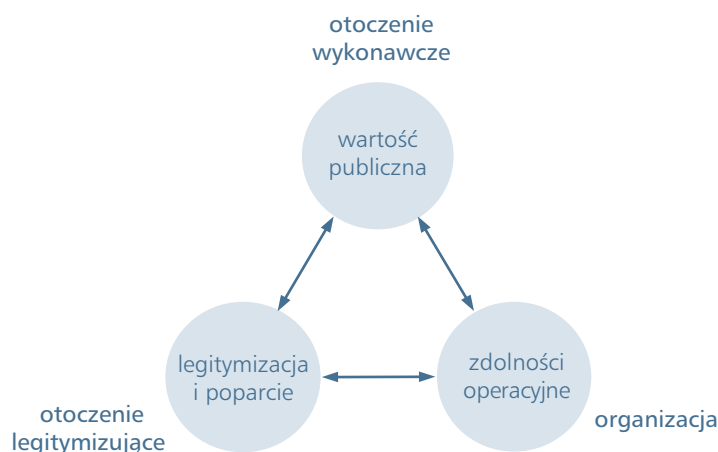 otoczenie
wykonawcze
wartość
publiczna
legitymizacja
i poparcie
zdolności
operacyjne
otoczenie
legitymizujące
organizacja